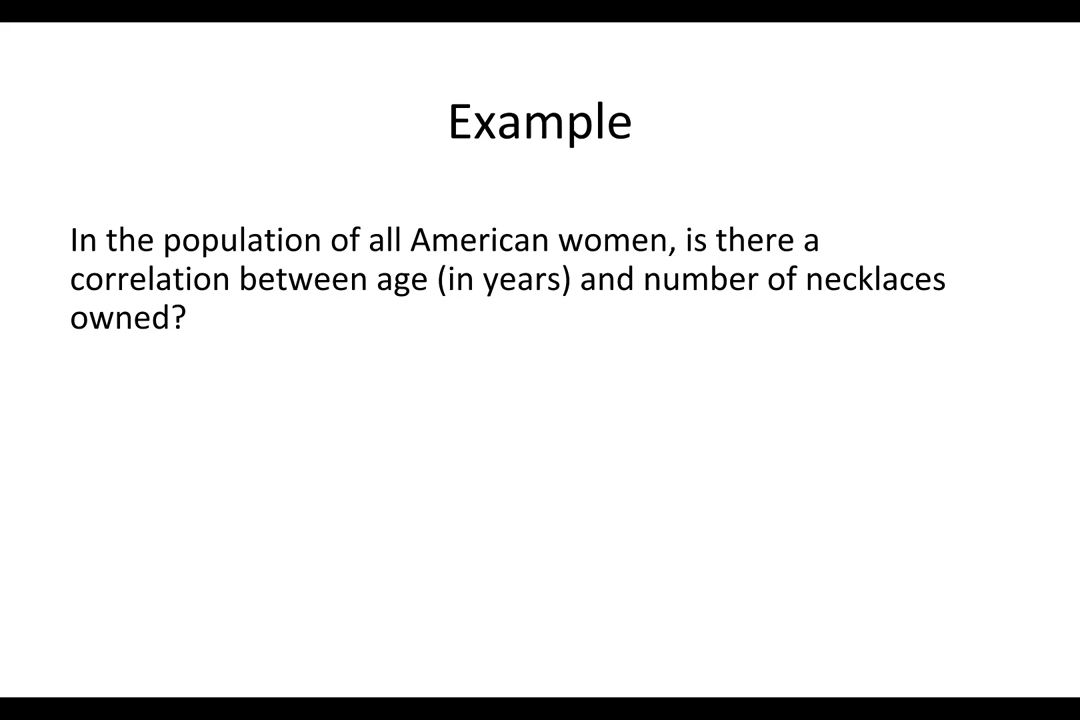 Example
In the population of all American women, is there a
correlation between age (in years) and number of necklaces
owned?